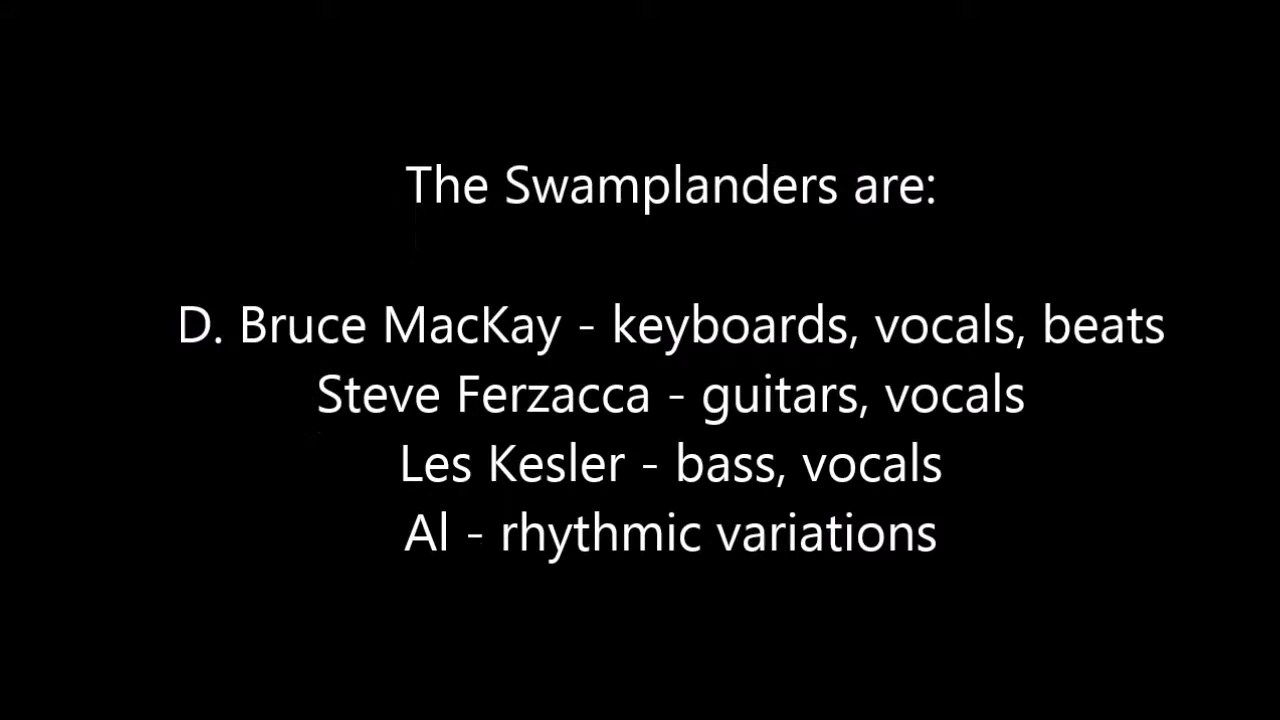 The Swamplanders are:
D. Bruce MacKay - keyboards, vocals, beats
Steve Ferzacca - guitars, vocals
Les Kesler - bass, vocals
Al - rhythmic variations